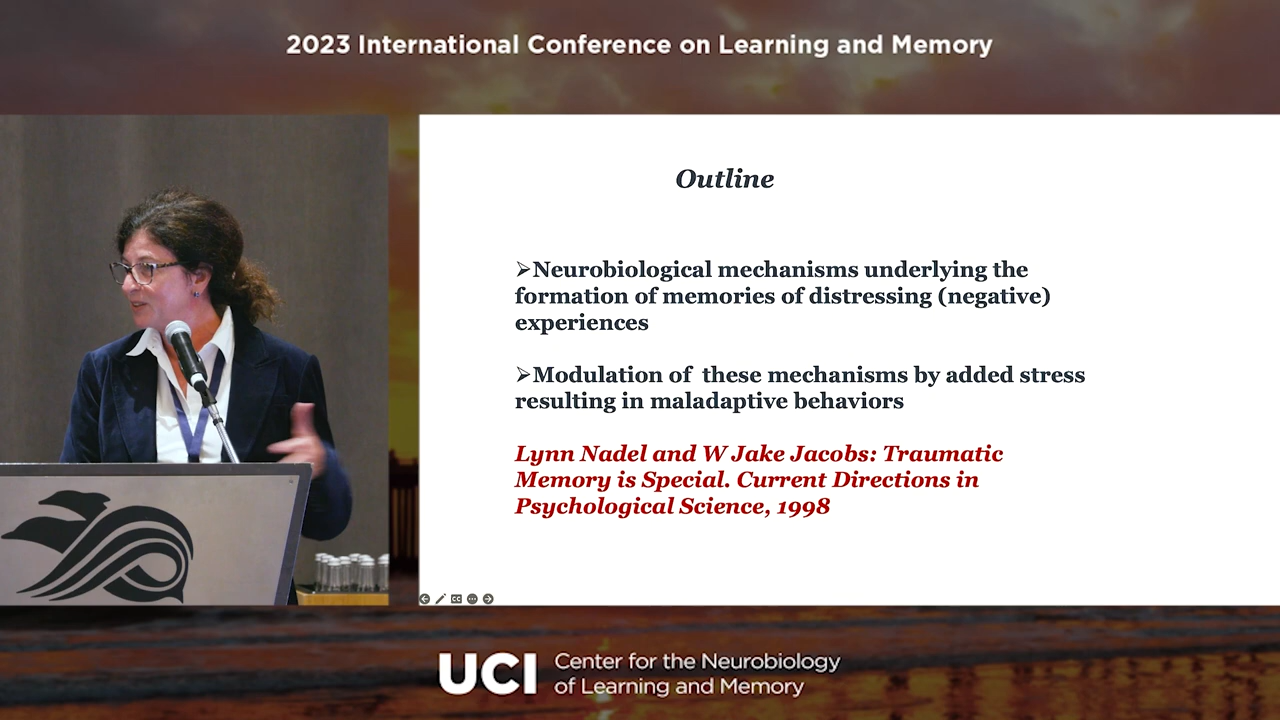 2023 International Conference on Learning and Memory
Outline
➢Neurobiological mechanisms underlying the
formation of memories of distressing (negative)
experiences
➢Modulation of  these mechanisms by added stress
resulting in maladaptive behaviors
Lynn Nadel and W Jake Jacobs: Traumatic
Memory is Special. Current Directions in
Psychological Science, 1998
UCI
Center for the Neurobiology
of Learning and Memory